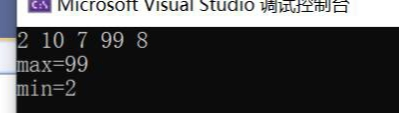 Microsoft Visual Studio 调试控制台
2 10 7 99 8
max=99
min=2